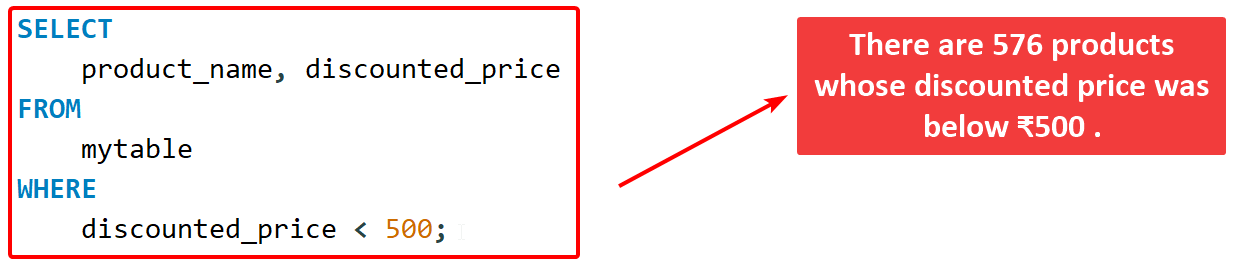 SELECT
    product_name, discounted_price
FROM
    mytable
WHERE
    discounted_price < 500;
There are 576 products
whose discounted price was
below ₹500 .